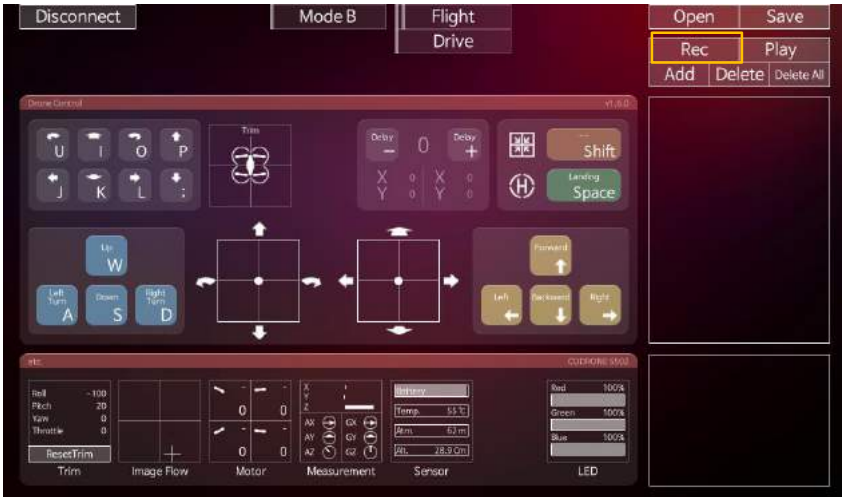 Disconnect
Mode B
Flight
Drive
Open Save
Rec Play
Add Delete Delete All
Drone Control
v1.6.0
U I O P
J K L ;
Trim
Delay −
0
Delay +
X 0 X 0
Y 0 Y 0
Shift
Landing
Space
Up
W
Left Turn
A
Down
S
Right Turn
D
Forward
Left
Backward
Right
etc.
CODRONE
Roll -100
Pitch 20
Yaw 0
Throttle 0
ResetTrim
Trim
Image Flow
- -
0 0
- -
0 0
Motor
X
Y
Z
AX GX
AY GY
AZ GZ
Measurement
Battery
Temp. 55 ℃
Atm. 62 m
Alt. 28.9 Cm
Sensor
Red 100%
Green 100%
Blue 100%
LED